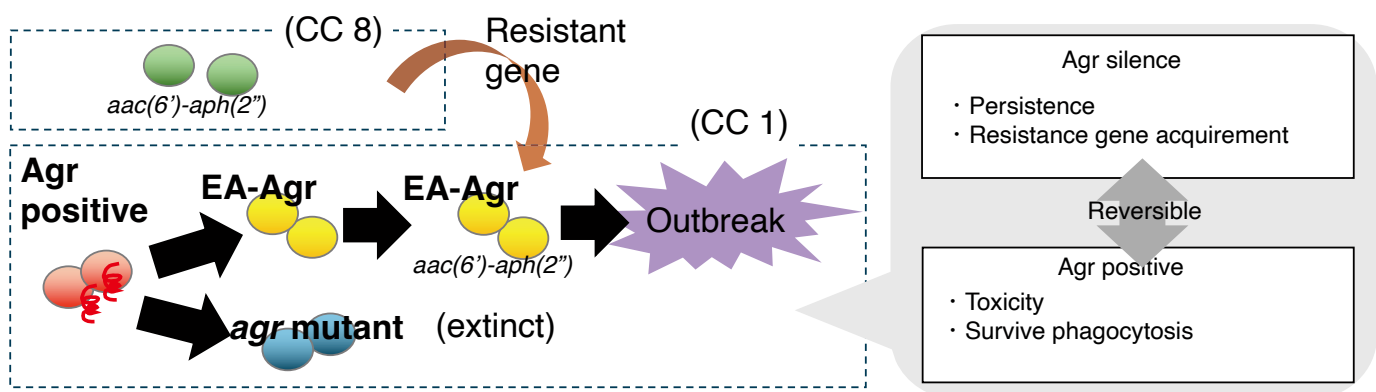 (CC 8)
aac(6’)-aph(2”)
Resistant
gene
(CC 1)
Agr
positive
EA-Agr
EA-Agr
aac(6’)-aph(2”)
Outbreak
agr mutant
(extinct)
Agr silence
・Persistence
・Resistance gene acquirement
Reversible
Agr positive
・Toxicity
・Survive phagocytosis